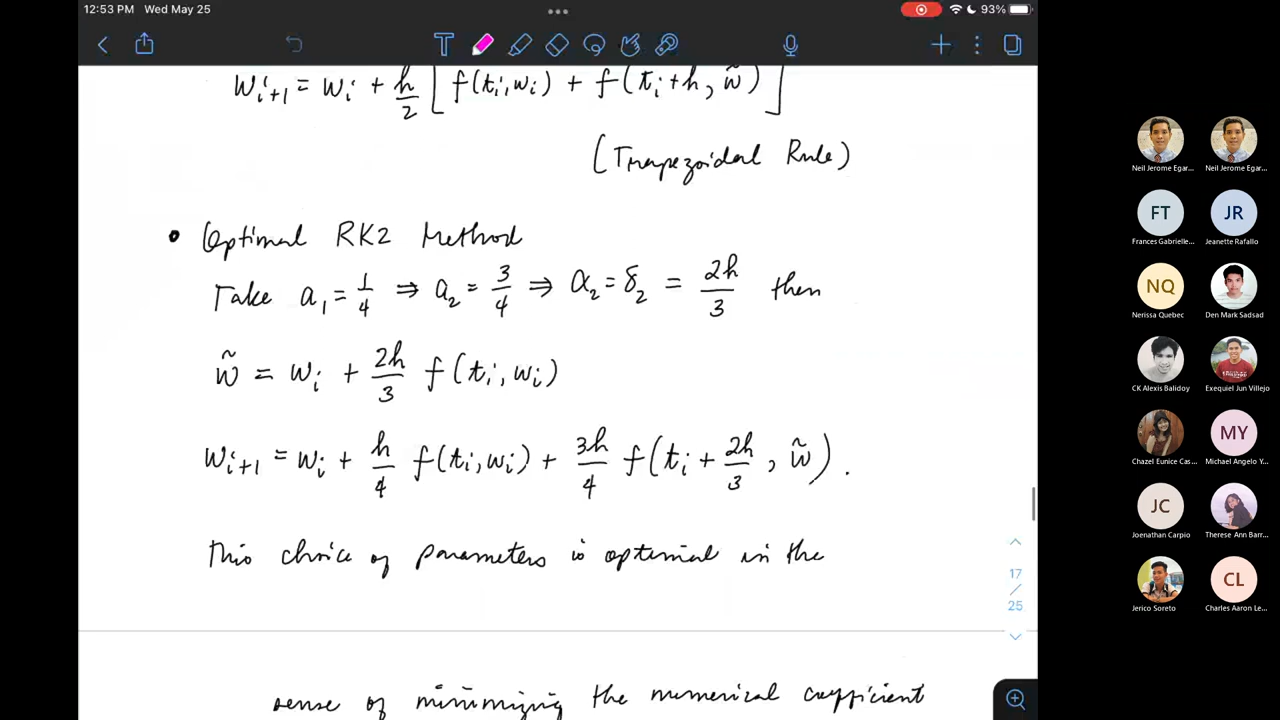 12:53 PM Wed May 25
93%
T
w_{i+1} = w_i + h/2 [ f(t_i, w_i) + f(t_i + h, w̃) ]
(Trapezoidal Rule)
• Optimal RK2 Method
Take a_1 = 1/4 ⇒ a_2 = 3/4 ⇒ α_2 = δ_2 = 2h/3 then
w̃ = w_i + 2h/3 f(t_i, w_i)
w_{i+1} = w_i + h/4 f(t_i, w_i) + 3h/4 f(t_i + 2h/3, w̃).
This choice of parameters is optimal in the
sense of minimizing the numerical coefficient
17
/
25
Neil Jerome Egar... Neil Jerome Egar...
FT JR
Frances Gabrielle... Jeanette Rafallo
NQ
Nerissa Quebec Den Mark Sadsad
CK Alexis Balidoy Exequiel Jun Villejo
MY
Chazel Eunice Cas... Michael Angelo Y...
JC
Joenathan Carpio Therese Ann Barr...
CL
Jerico Soreto Charles Aaron Le...